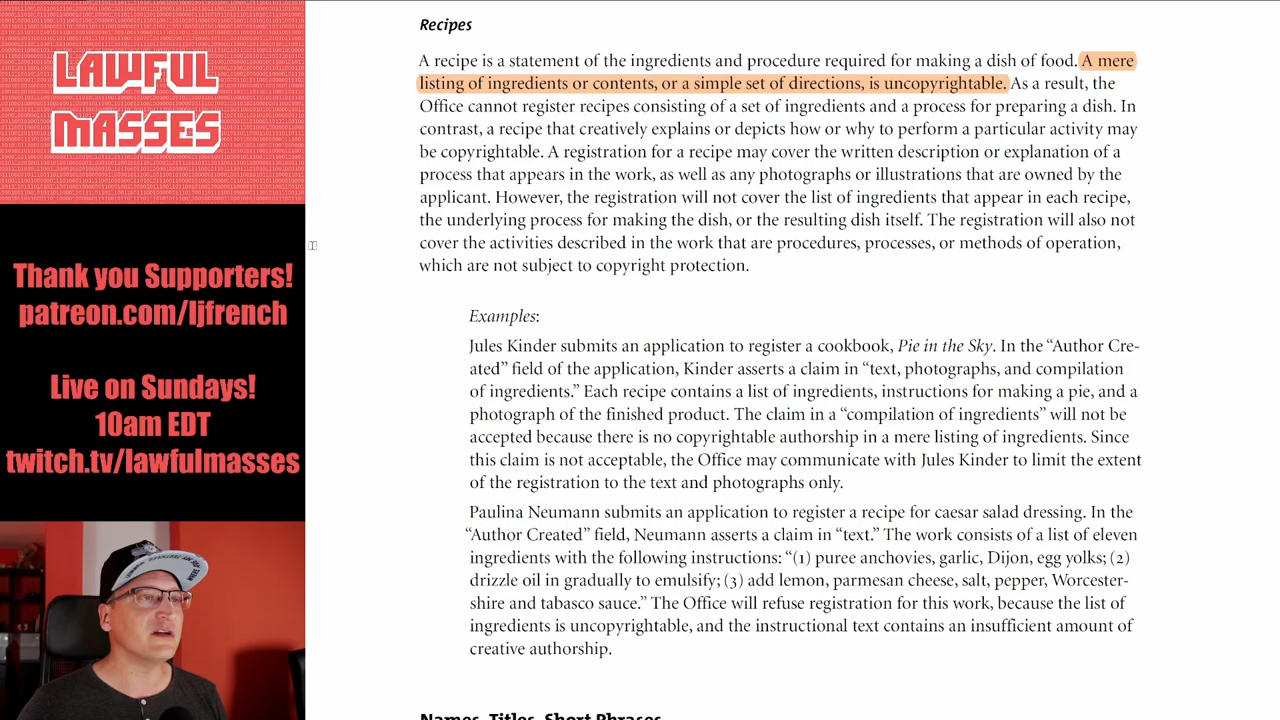 LAWFUL
MASSES
Thank you Supporters!
patreon.com/ljfrench
Live on Sundays!
10am EDT
twitch.tv/lawfulmasses
Recipes
A recipe is a statement of the ingredients and procedure required for making a dish of food. A mere
listing of ingredients or contents, or a simple set of directions, is uncopyrightable. As a result, the
Office cannot register recipes consisting of a set of ingredients and a process for preparing a dish. In
contrast, a recipe that creatively explains or depicts how or why to perform a particular activity may
be copyrightable. A registration for a recipe may cover the written description or explanation of a
process that appears in the work, as well as any photographs or illustrations that are owned by the
applicant. However, the registration will not cover the list of ingredients that appear in each recipe,
the underlying process for making the dish, or the resulting dish itself. The registration will also not
cover the activities described in the work that are procedures, processes, or methods of operation,
which are not subject to copyright protection.
Examples:
Jules Kinder submits an application to register a cookbook, Pie in the Sky. In the “Author Cre-
ated” field of the application, Kinder asserts a claim in “text, photographs, and compilation
of ingredients.” Each recipe contains a list of ingredients, instructions for making a pie, and a
photograph of the finished product. The claim in a “compilation of ingredients” will not be
accepted because there is no copyrightable authorship in a mere listing of ingredients. Since
this claim is not acceptable, the Office may communicate with Jules Kinder to limit the extent
of the registration to the text and photographs only.
Paulina Neumann submits an application to register a recipe for caesar salad dressing. In the
“Author Created” field, Neumann asserts a claim in “text.” The work consists of a list of eleven
ingredients with the following instructions: “(1) puree anchovies, garlic, Dijon, egg yolks; (2)
drizzle oil in gradually to emulsify; (3) add lemon, parmesan cheese, salt, pepper, Worcester-
shire and tabasco sauce.” The Office will refuse registration for this work, because the list of
ingredients is uncopyrightable, and the instructional text contains an insufficient amount of
creative authorship.
Names, Titles, Short Phrases